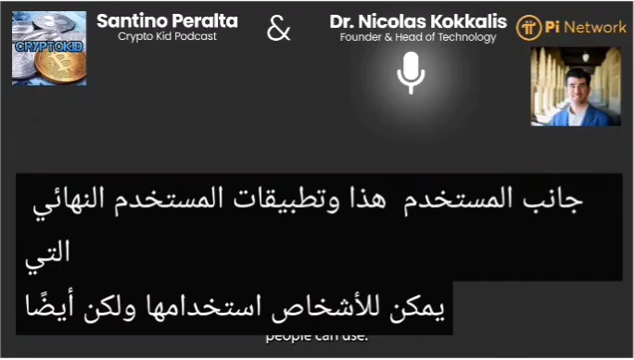 Santino Peralta
Crypto Kid Podcast
&
Dr. Nicolas Kokkalis
Founder & Head of Technology
Pi Network
CRYPTOKID
جانب المستخدم هذا وتطبيقات المستخدم النهائي
التي
يمكن للأشخاص استخدامها ولكن أيضًا
people can use.